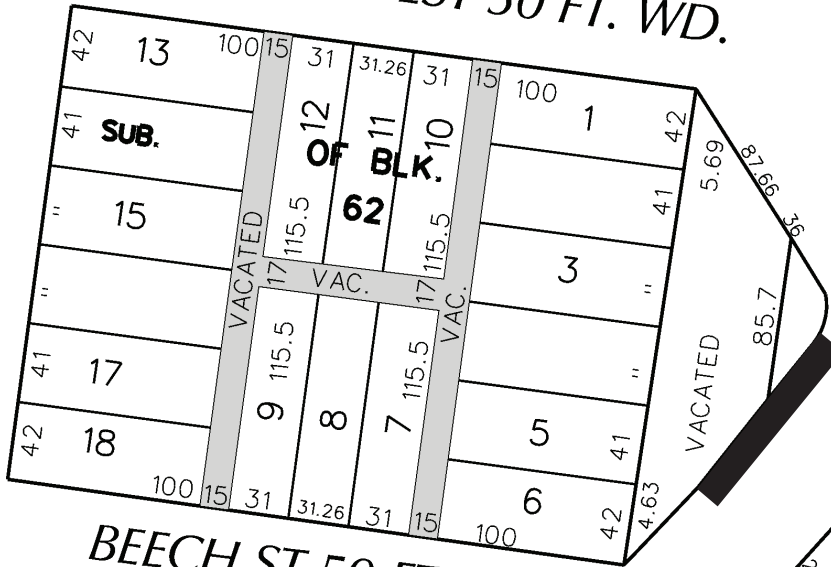 ST 50 FT. WD.
42 13 100 15 31 31.26 31 15 100 1 42
12 11 10
41 SUB. OF BLK. 62
5.69 87.66 36
41
15 115.5 115.5
" 3 "
VACATED 17 VAC. 17 VAC.
" "
85.7
VACATED
115.5 115.5
41 17
9 8 7
5 41
42 18
6 42 4.63
100 15 31 31.26 31 15 100
BEECH ST 50 FT